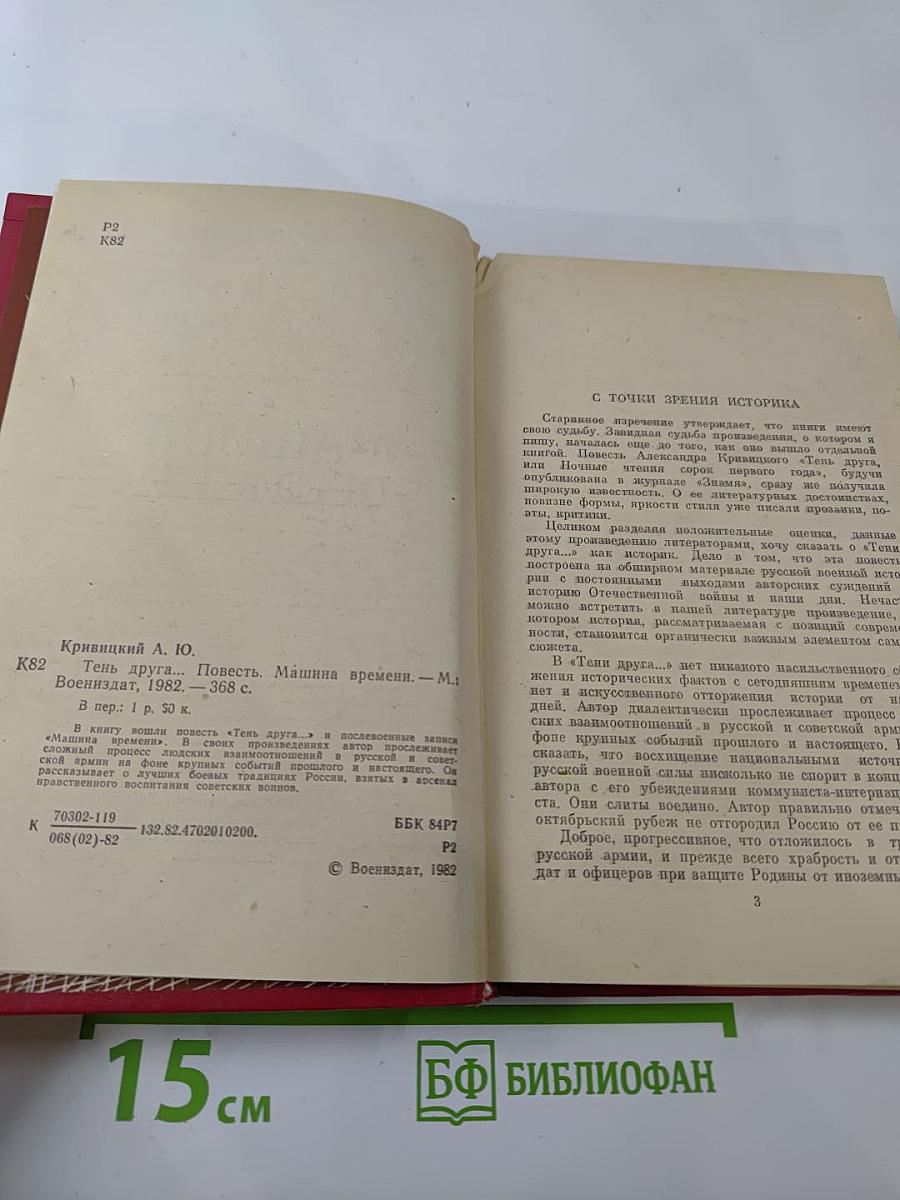 Р2
К82
Кривицкий А. Ю.
К82 Тень друга... Повесть. Машина времени. — М.:
Воениздат, 1982. — 368 с.
В пер.: 1 р. 30 к.
В книгу вошли повесть «Тень друга...» и послевоенные записи
«Машина времени». В своих произведениях автор прослеживает
сложный процесс людских взаимоотношений в русской и совет-
ской армии на фоне крупных событий прошлого и настоящего. Он
рассказывает о лучших боевых традициях России, взятых в арсенал
нравственного воспитания советских воинов.
К 70302-119
068(02)-82 132.82.4702010200.
ББК 84Р7
Р2
© Воениздат, 1982
С ТОЧКИ ЗРЕНИЯ ИСТОРИКА
Старинное изречение утверждает, что книги имеют
свою судьбу. Завидная судьба произведения, о котором я
пишу, началась еще до того, как оно вышло отдельной
книгой. Повесть Александра Кривицкого «Тень друга,
или Ночные чтения сорок первого года», будучи
опубликована в журнале «Знамя», сразу же получила
широкую известность. О ее литературных достоинствах,
новизне формы, яркости стиля уже писали прозаики, по-
эты, критики.
Целиком разделяя положительные оценки, данные
этому произведению литераторами, хочу сказать о «Тени
друга...» как историк. Дело в том, что эта повесть
построена на обширном материале русской военной исто-
рии с постоянными выходами авторских суждений
историю Отечественной войны и наши дни. Нечаст
можно встретить в нашей литературе произведение,
котором история, рассматриваемая с позиций совреме
ности, становится органически важным элементом сам
сюжета.
В «Тени друга...» нет никакого насильственного с
жения исторических фактов с сегодняшним временем
нет и искусственного отторжения истории от на
дней. Автор диалектически прослеживает процесс
ских взаимоотношений в русской и советской арми
фоне крупных событий прошлого и настоящего.
сказать, что восхищение национальными источн
русской военной силы нисколько не спорит в конц
автора с его убеждениями коммуниста-интернац
ста. Они слиты воедино. Автор правильно отмеч
октябрьский рубеж не отгородил Россию от ее п
Доброе, прогрессивное, что отложилось в тр
русской армии, и прежде всего храбрость и от
дат и офицеров при защите Родины от иноземны
3
15 см
БФ БИБЛИОФАН